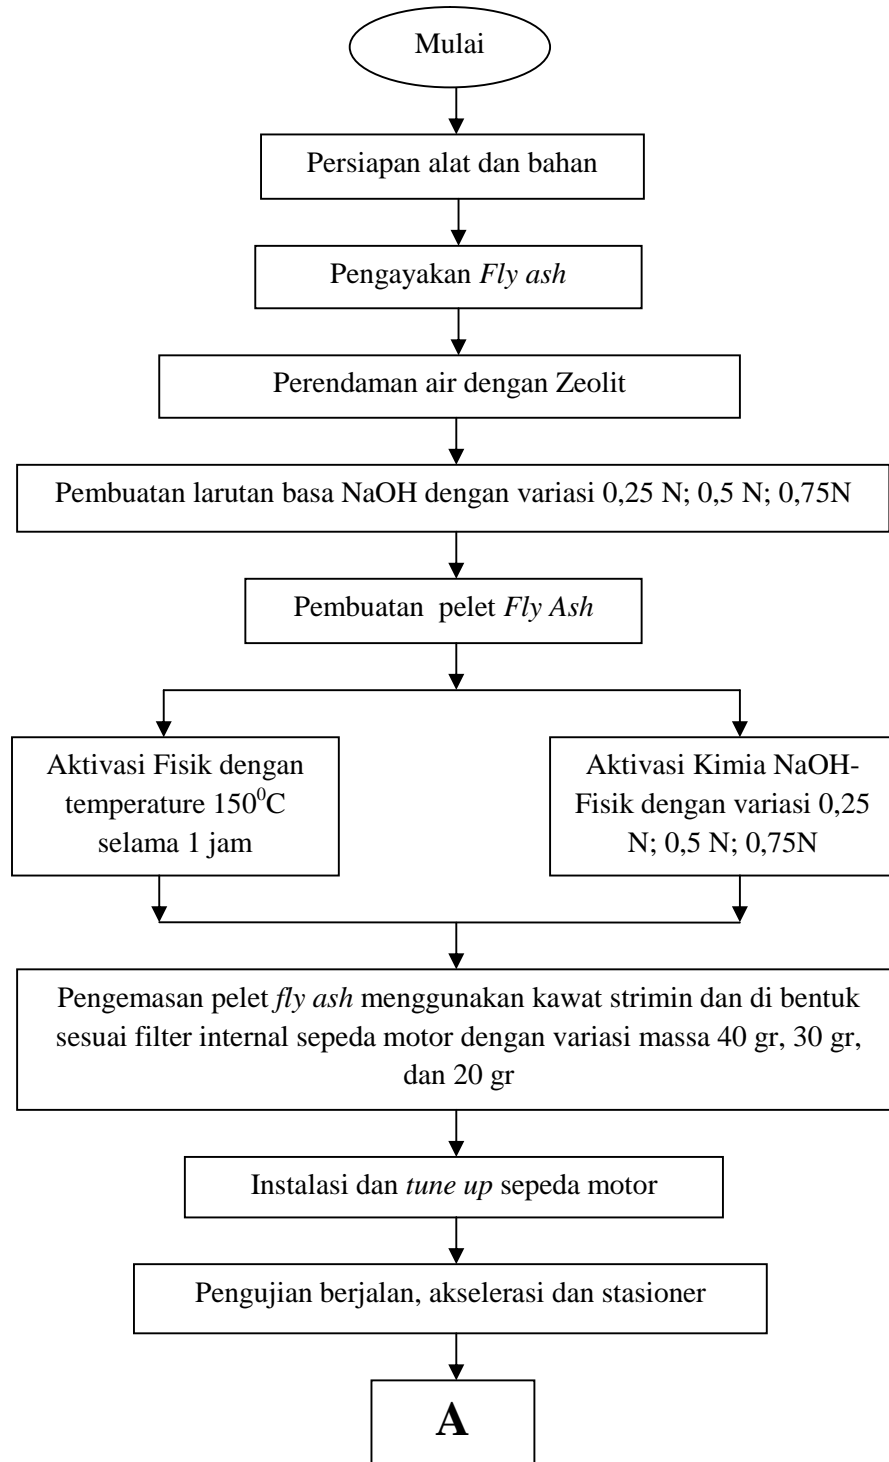 Mulai
Persiapan alat dan bahan
Pengayakan Fly ash
Perendaman air dengan Zeolit
Pembuatan larutan basa NaOH dengan variasi 0,25 N; 0,5 N; 0,75N
Pembuatan pelet Fly Ash
Aktivasi Fisik dengan
temperature 150⁰C
selama 1 jam
Aktivasi Kimia NaOH-
Fisik dengan variasi 0,25
N; 0,5 N; 0,75N
Pengemasan pelet fly ash menggunakan kawat strimin dan di bentuk
sesuai filter internal sepeda motor dengan variasi massa 40 gr, 30 gr,
dan 20 gr
Instalasi dan tune up sepeda motor
Pengujian berjalan, akselerasi dan stasioner
A